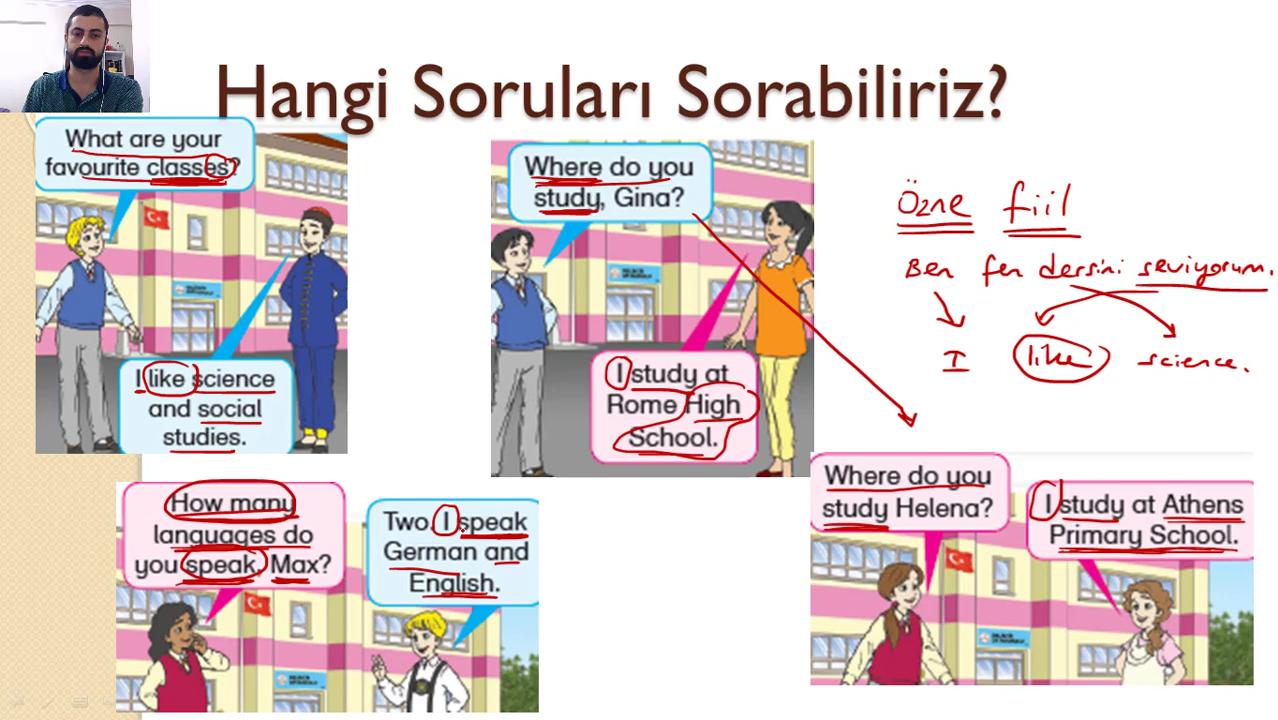 Hangi Soruları Sorabiliriz?
What are your
favourite classes?
I like science
and social
studies.
Where do you
study, Gina?
I study at
Rome High
School.
Özne fiil
Ben fen dersini seviyorum.
I like science.
How many
languages do
you speak, Max?
Two. I speak
German and
English.
Where do you
study Helena?
I study at Athens
Primary School.